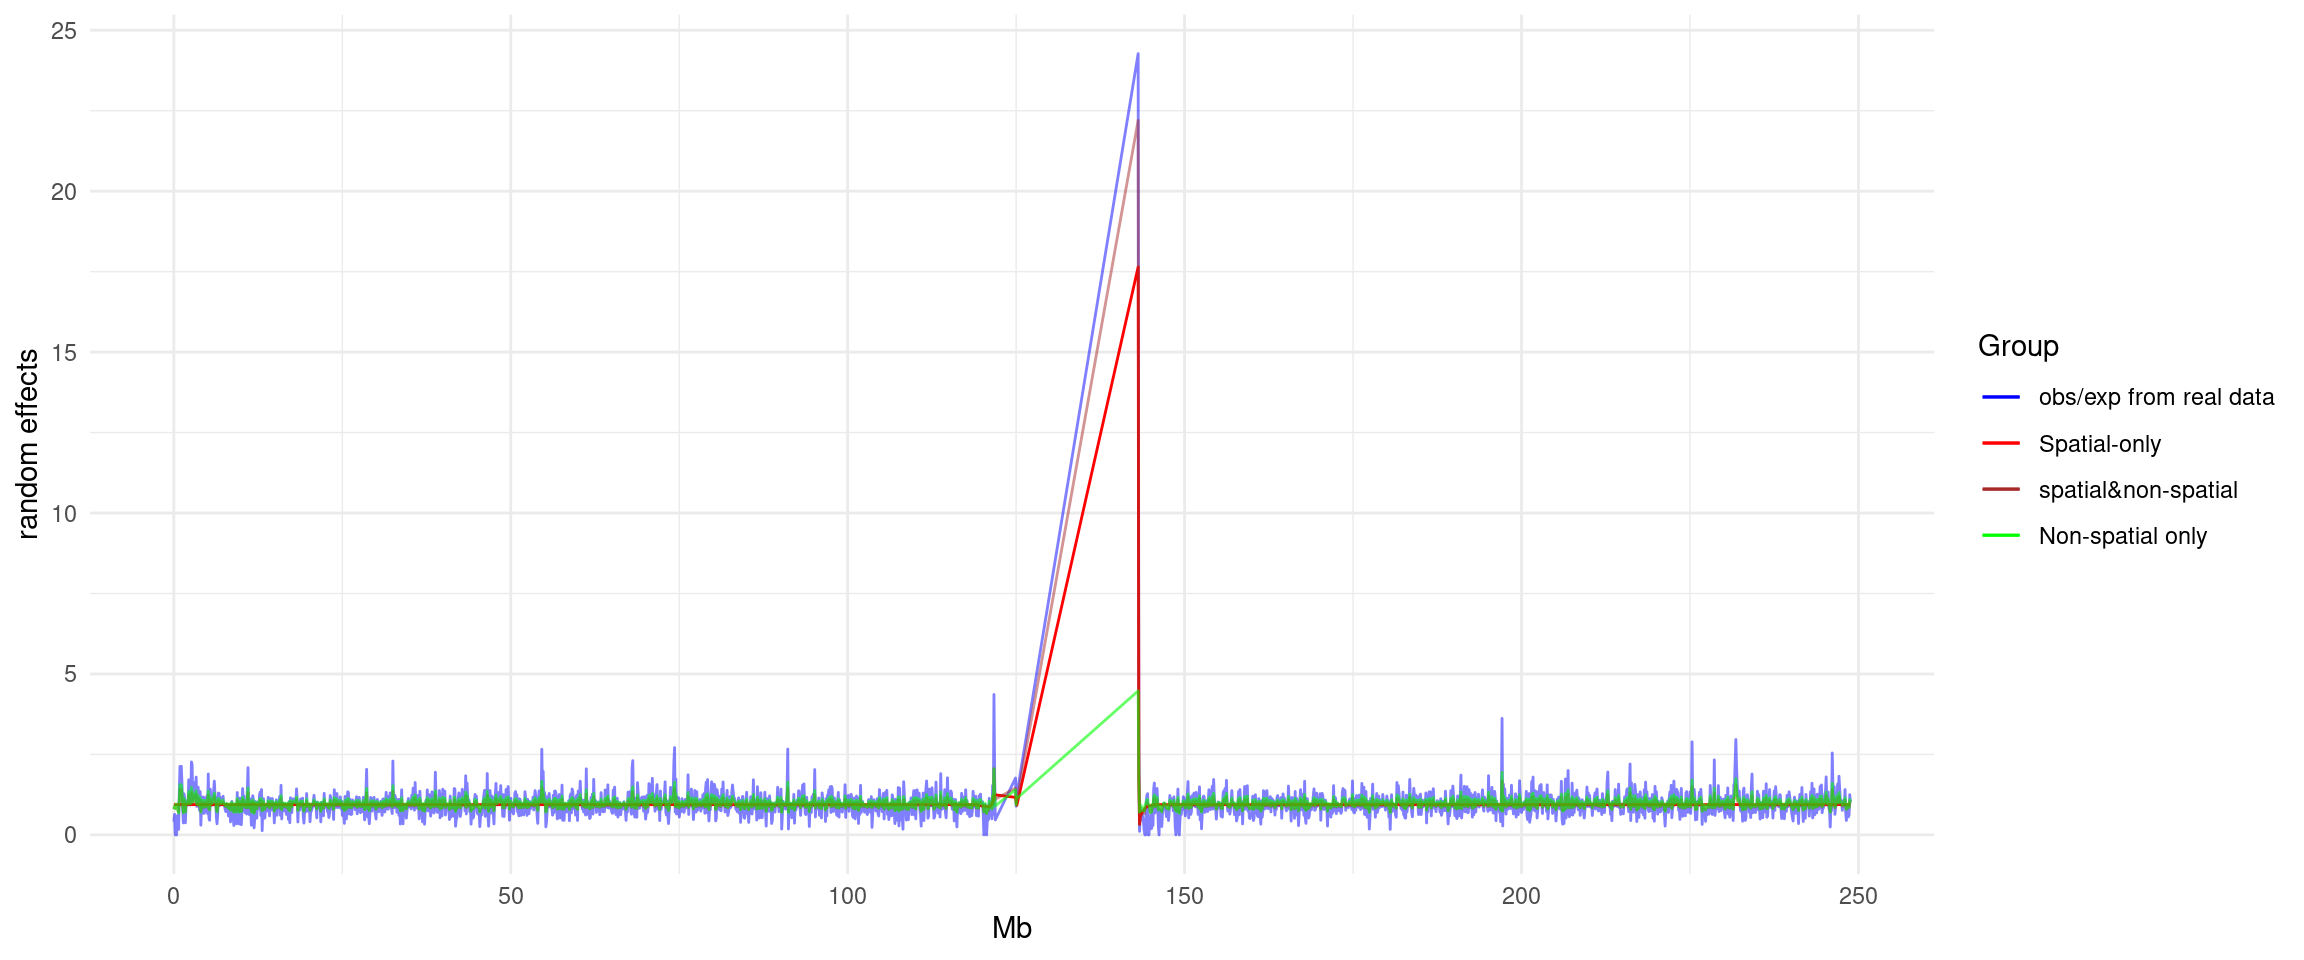 25
20
15
10
5
0
random effects
0
50
100
150
200
250
Mb
Group
obs/exp from real data
Spatial-only
spatial&non-spatial
Non-spatial only